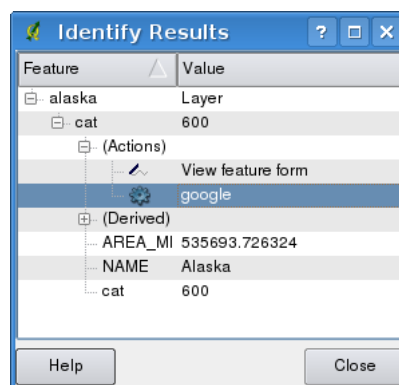 Identify Results
Feature Value
alaska Layer
cat 600
(Actions)
View feature form
google
(Derived)
AREA_MI 535693.726324
NAME Alaska
cat 600
Help Close